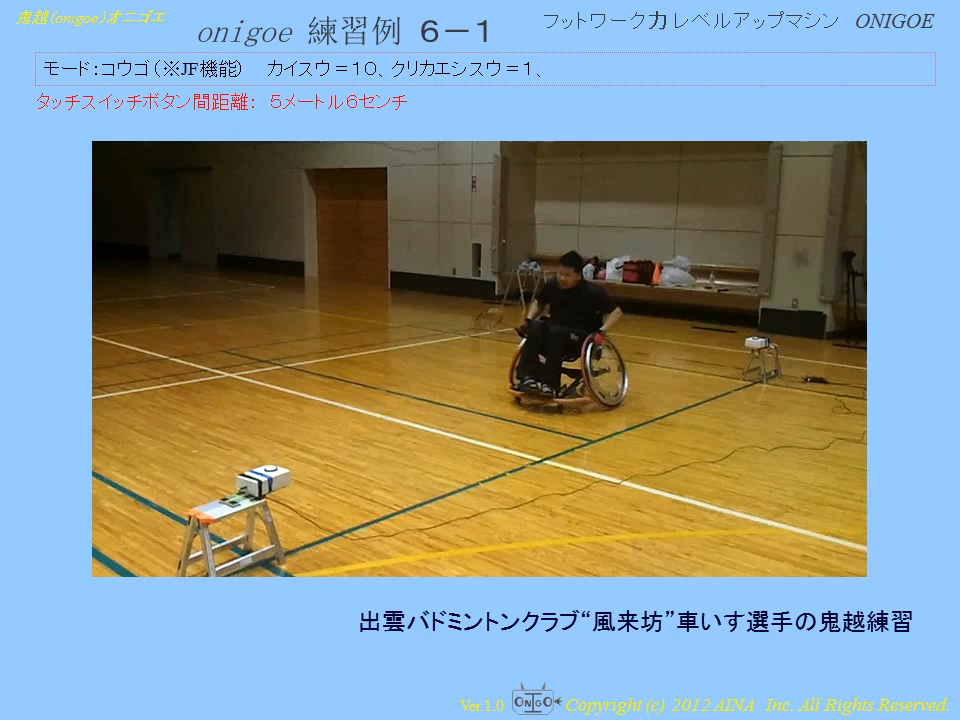 鬼越(onigoe)オニゴエ
onigoe 練習例 ６－１
フットワーク力レベルアップマシン ONIGOE
モード：コウゴ（※JF機能） カイスウ＝１０、クリカエシスウ＝１、
タッチスイッチボタン間距離： ５メートル６センチ
出雲バドミントンクラブ“風来坊”車いす選手の鬼越練習
Ver 1.0 ONIGO Copyright (c) 2012 AINA Inc. All Rights Reserved.